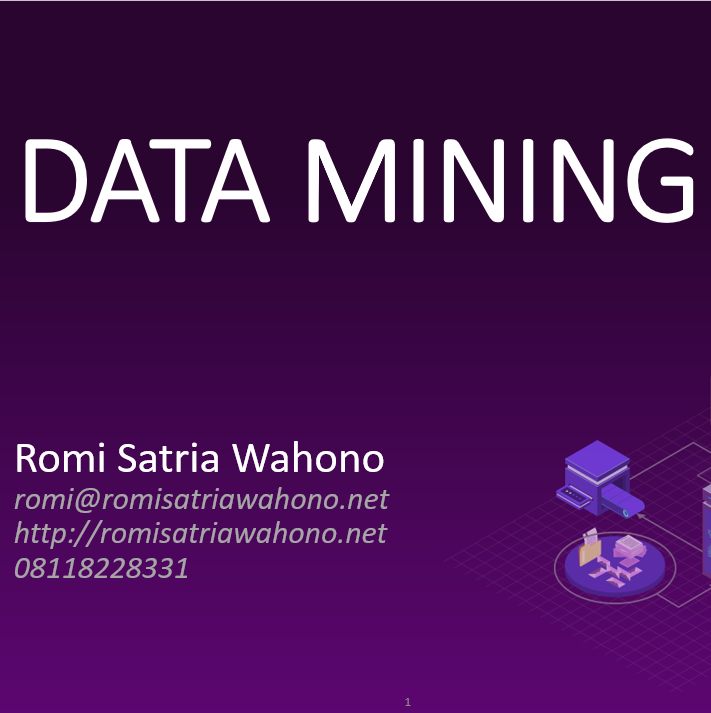 DATA MINING
Romi Satria Wahono
romi@romisatriawahono.net
http://romisatriawahono.net
08118228331
1